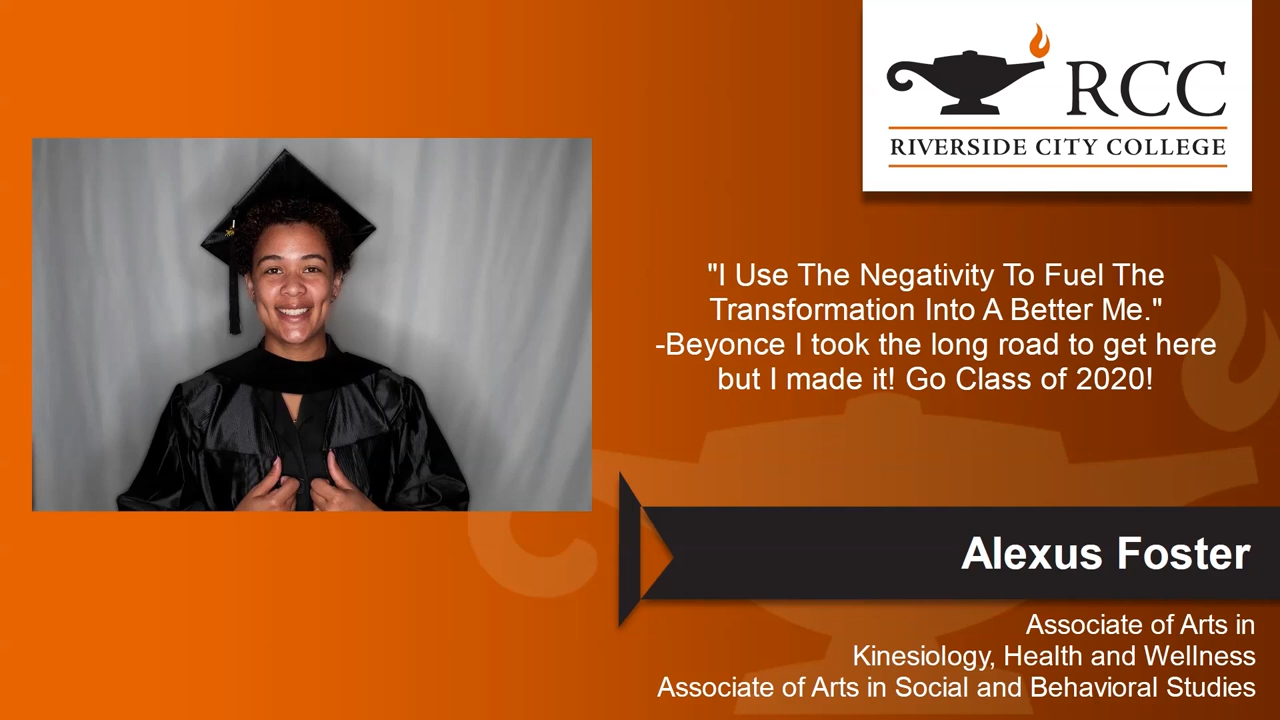 RCC
RIVERSIDE CITY COLLEGE
"I Use The Negativity To Fuel The
Transformation Into A Better Me."
-Beyonce I took the long road to get here
but I made it! Go Class of 2020!
Alexus Foster
Associate of Arts in
Kinesiology, Health and Wellness
Associate of Arts in Social and Behavioral Studies